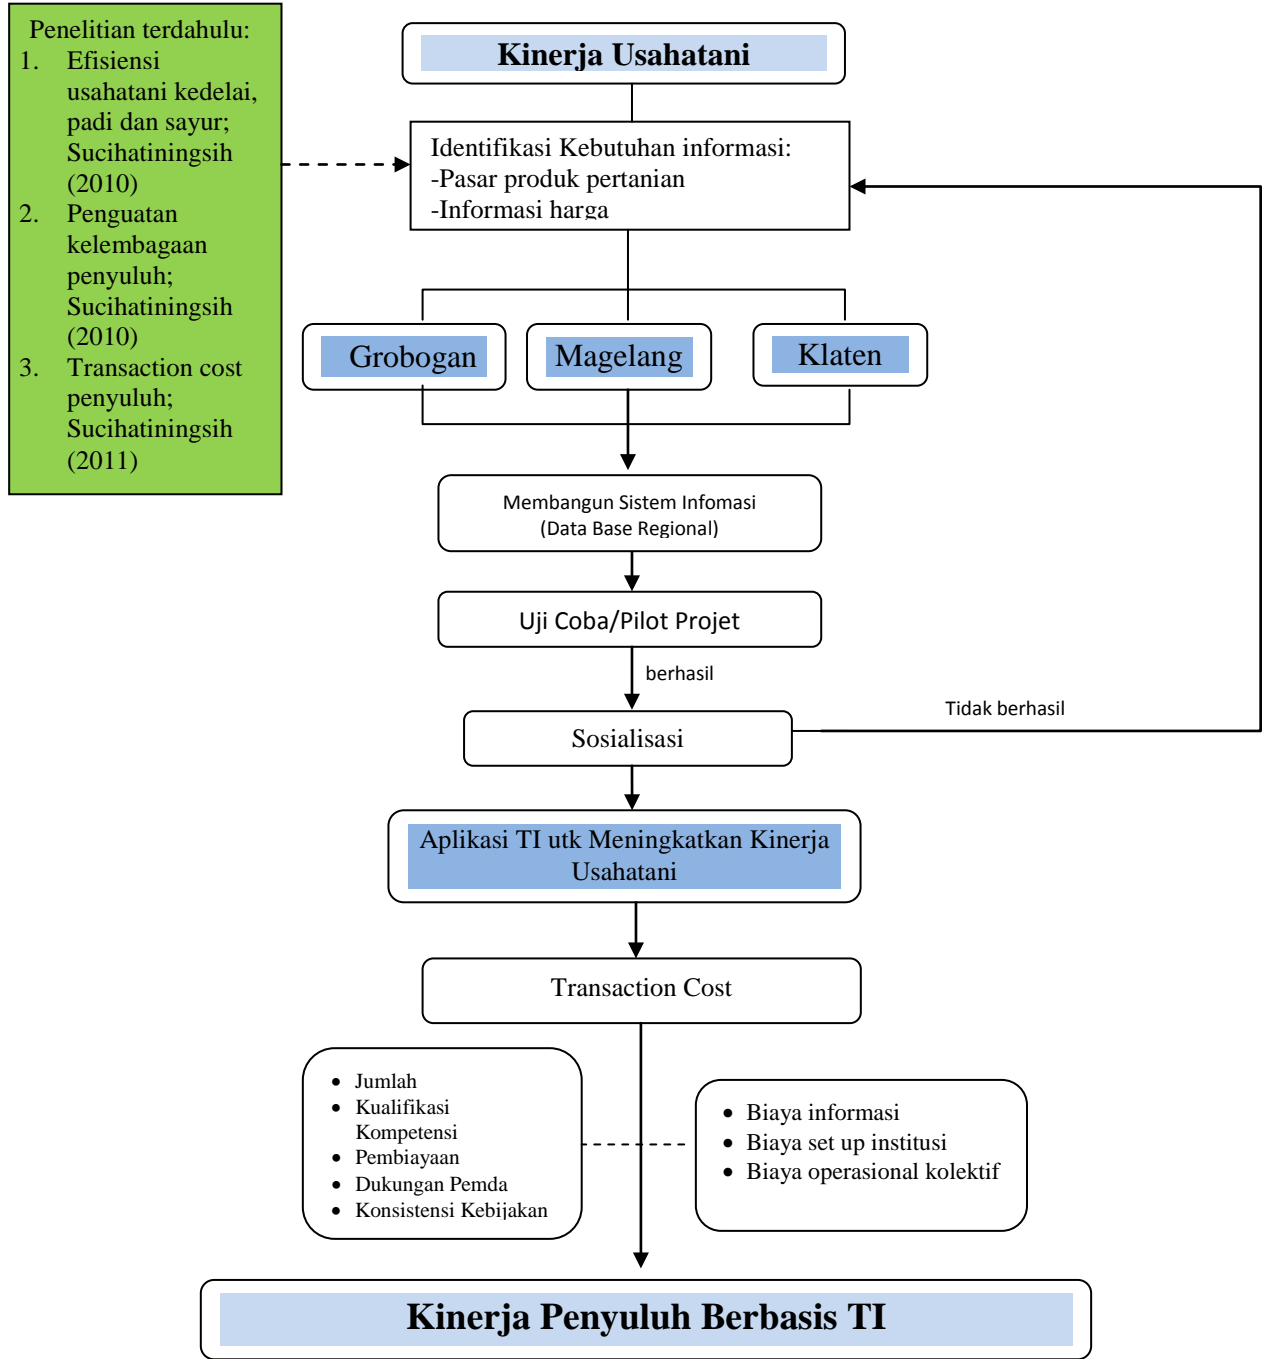 Penelitian terdahulu:
1. Efisiensi
usahatani kedelai,
padi dan sayur;
Sucihatiningsih
(2010)
2. Penguatan
kelembagaan
penyuluh;
Sucihatiningsih
(2010)
3. Transaction cost
penyuluh;
Sucihatiningsih
(2011)
Kinerja Usahatani
Identifikasi Kebutuhan informasi:
-Pasar produk pertanian
-Informasi harga
Grobogan
Magelang
Klaten
Membangun Sistem Infomasi
(Data Base Regional)
Uji Coba/Pilot Projet
berhasil
Tidak berhasil
Sosialisasi
Aplikasi TI utk Meningkatkan Kinerja
Usahatani
Transaction Cost
• Jumlah
• Kualifikasi
Kompetensi
• Pembiayaan
• Dukungan Pemda
• Konsistensi Kebijakan
• Biaya informasi
• Biaya set up institusi
• Biaya operasional kolektif
Kinerja Penyuluh Berbasis TI